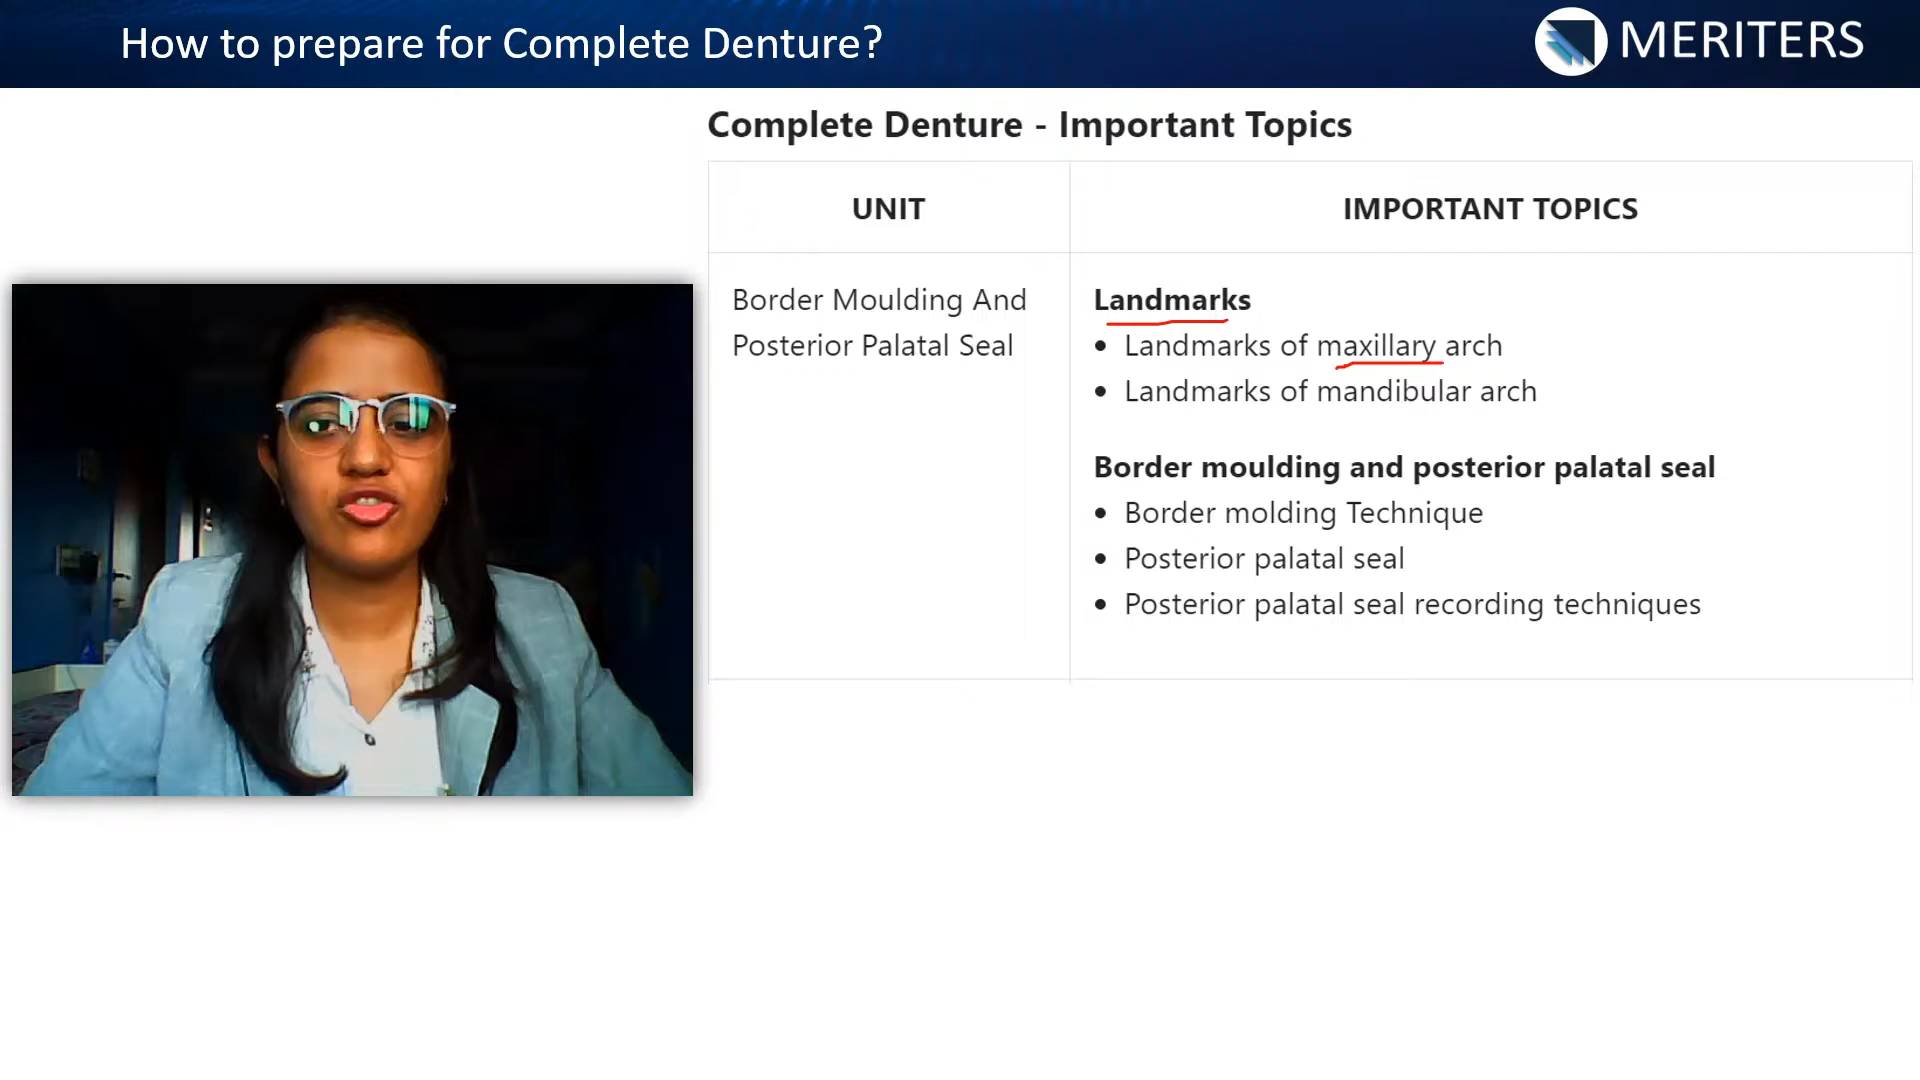 How to prepare for Complete Denture?
MERITERS
Complete Denture - Important Topics
UNIT
IMPORTANT TOPICS
Border Moulding And
Posterior Palatal Seal
Landmarks
• Landmarks of maxillary arch
• Landmarks of mandibular arch
Border moulding and posterior palatal seal
• Border molding Technique
• Posterior palatal seal
• Posterior palatal seal recording techniques